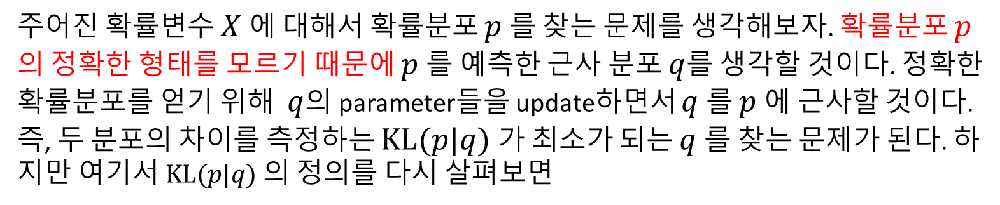 주어진 확률변수 X 에 대해서 확률분포 p 를 찾는 문제를 생각해보자. 확률분포 p
의 정확한 형태를 모르기 때문에 p 를 예측한 근사 분포 q를 생각할 것이다. 정확한
확률분포를 얻기 위해 q의 parameter들을 update하면서 q 를 p 에 근사할 것이다.
즉, 두 분포의 차이를 측정하는 KL(p|q) 가 최소가 되는 q 를 찾는 문제가 된다. 하
지만 여기서 KL(p|q) 의 정의를 다시 살펴보면